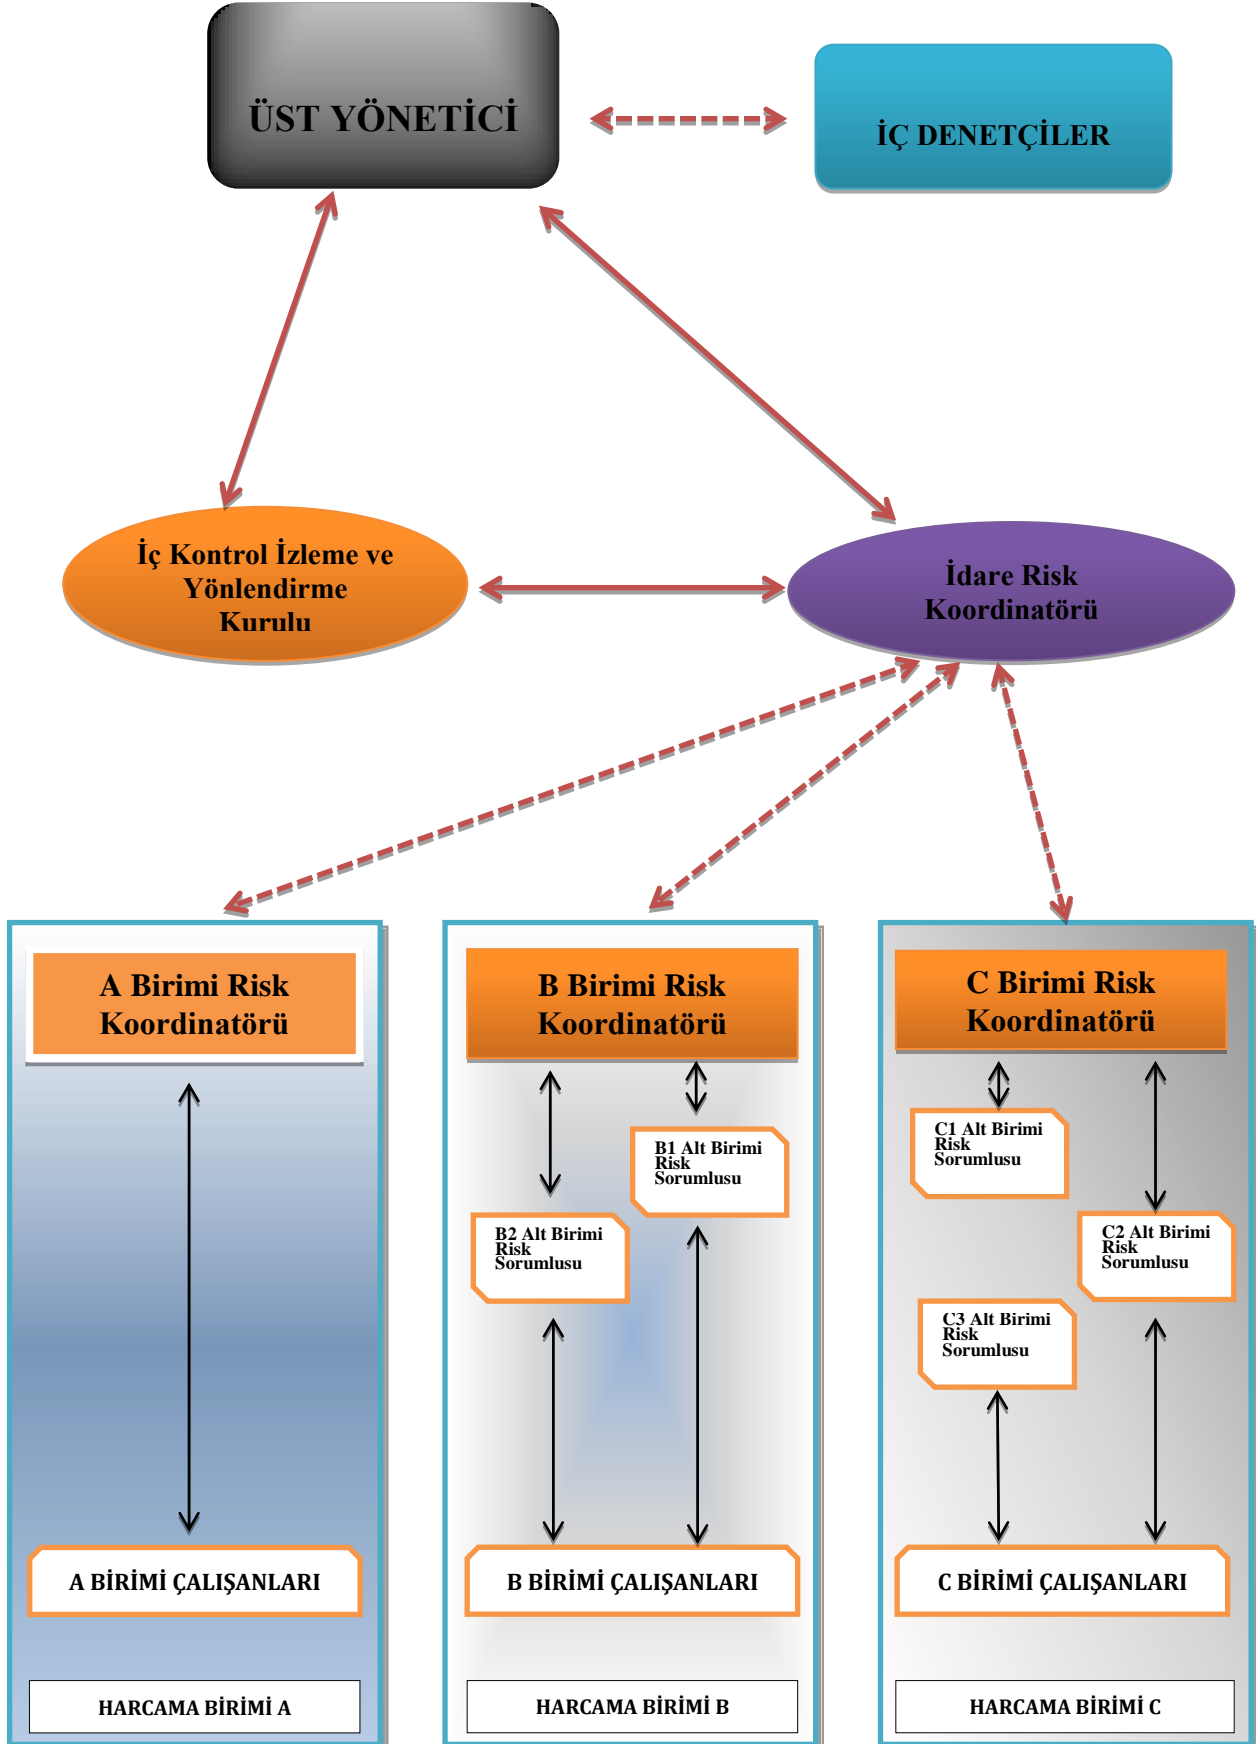 ÜST YÖNETİCİ
İÇ DENETÇİLER
İç Kontrol İzleme ve
Yönlendirme
Kurulu
İdare Risk
Koordinatörü
A Birimi Risk
Koordinatörü
B Birimi Risk
Koordinatörü
C Birimi Risk
Koordinatörü
B1 Alt Birimi
Risk
Sorumlusu
B2 Alt Birimi
Risk
Sorumlusu
C1 Alt Birimi
Risk
Sorumlusu
C2 Alt Birimi
Risk
Sorumlusu
C3 Alt Birimi
Risk
Sorumlusu
A BİRİMİ ÇALIŞANLARI
B BİRİMİ ÇALIŞANLARI
C BİRİMİ ÇALIŞANLARI
HARCAMA BİRİMİ A
HARCAMA BİRİMİ B
HARCAMA BİRİMİ C